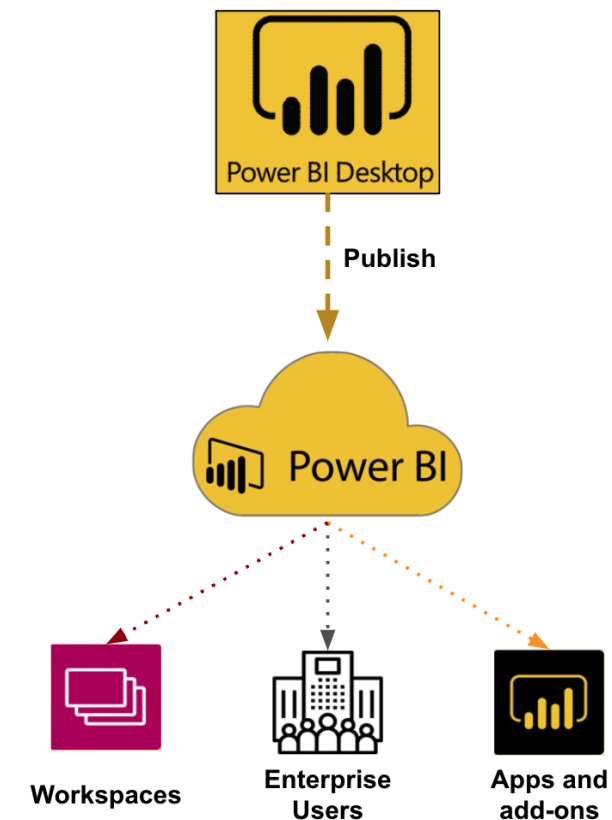 Power BI Desktop
Publish
Power BI
Workspaces
Enterprise
Users
Apps and
add-ons